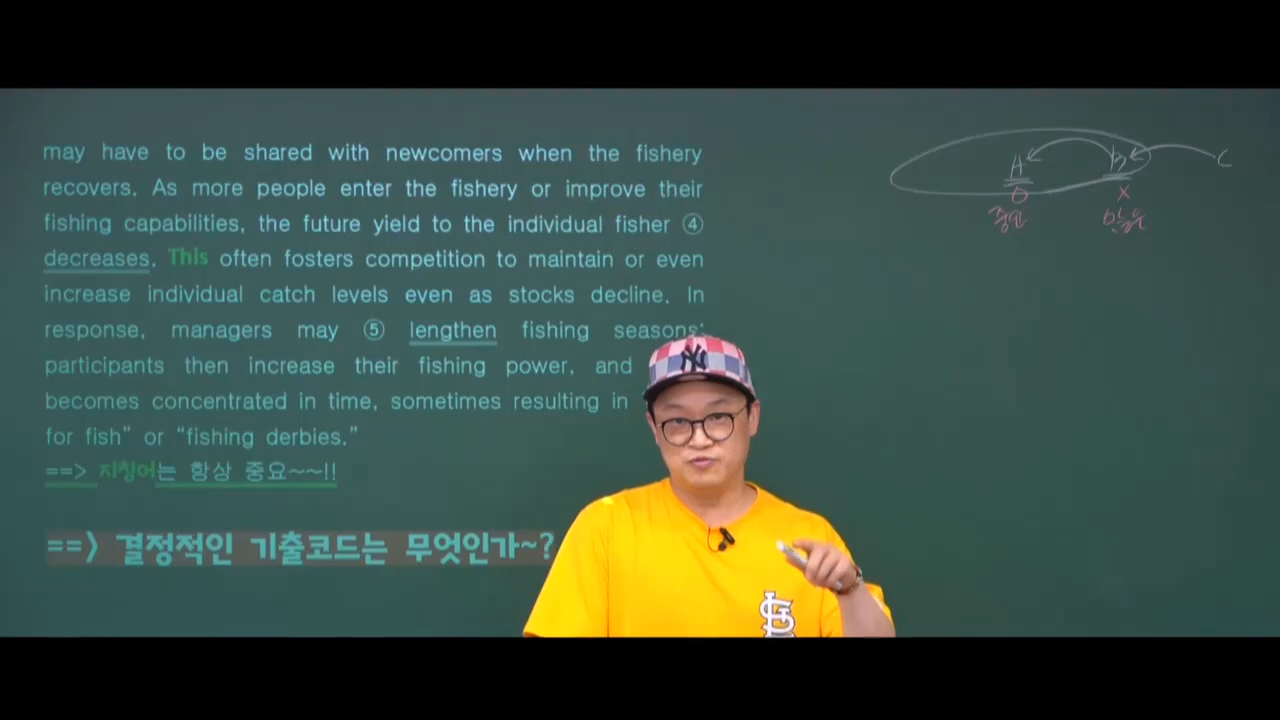 may have to be shared with newcomers when the fishery
recovers. As more people enter the fishery or improve their
fishing capabilities, the future yield to the individual fisher ④
decreases. This often fosters competition to maintain or even
increase individual catch levels even as stocks decline. In
response, managers may ⑤ lengthen fishing seasons;
participants then increase their fishing power, and
becomes concentrated in time, sometimes resulting in
for fish” or “fishing derbies.”
==> 지칭어는 항상 중요~~!!
==> 결정적인 기출코드는 무엇인가~?
A B C
O X
NY
STL